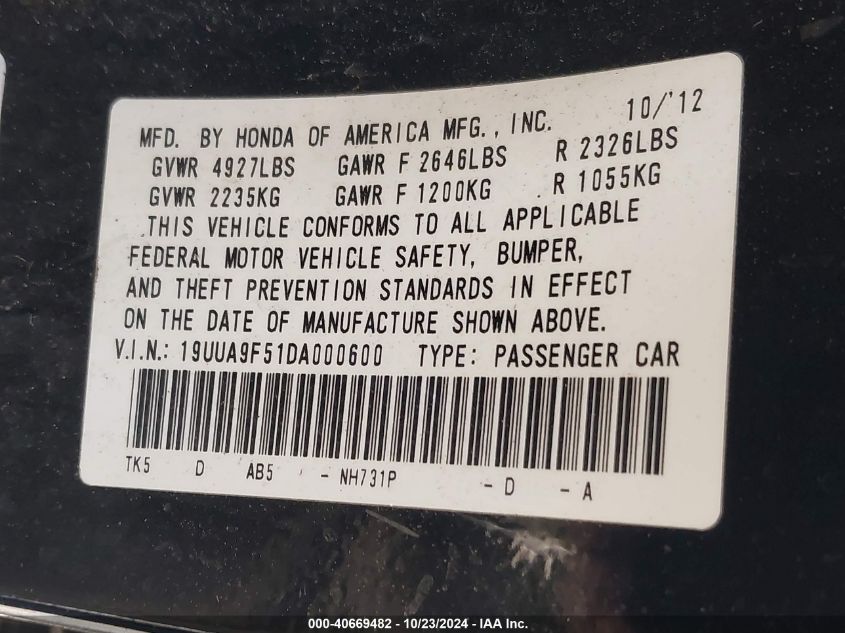 10/'12
MFD. BY HONDA OF AMERICA MFG., INC.
GVWR 4927LBS GAWR F 2646LBS R 2326LBS
GVWR 2235KG GAWR F 1200KG R 1055KG
THIS VEHICLE CONFORMS TO ALL APPLICABLE
FEDERAL MOTOR VEHICLE SAFETY, BUMPER,
AND THEFT PREVENTION STANDARDS IN EFFECT
ON THE DATE OF MANUFACTURE SHOWN ABOVE.
V.I.N.: 19UUA9F51DA000600 TYPE: PASSENGER CAR
TK5 D AB5 - NH731P - D - A
000-40669482 - 10/23/2024 - IAA Inc.